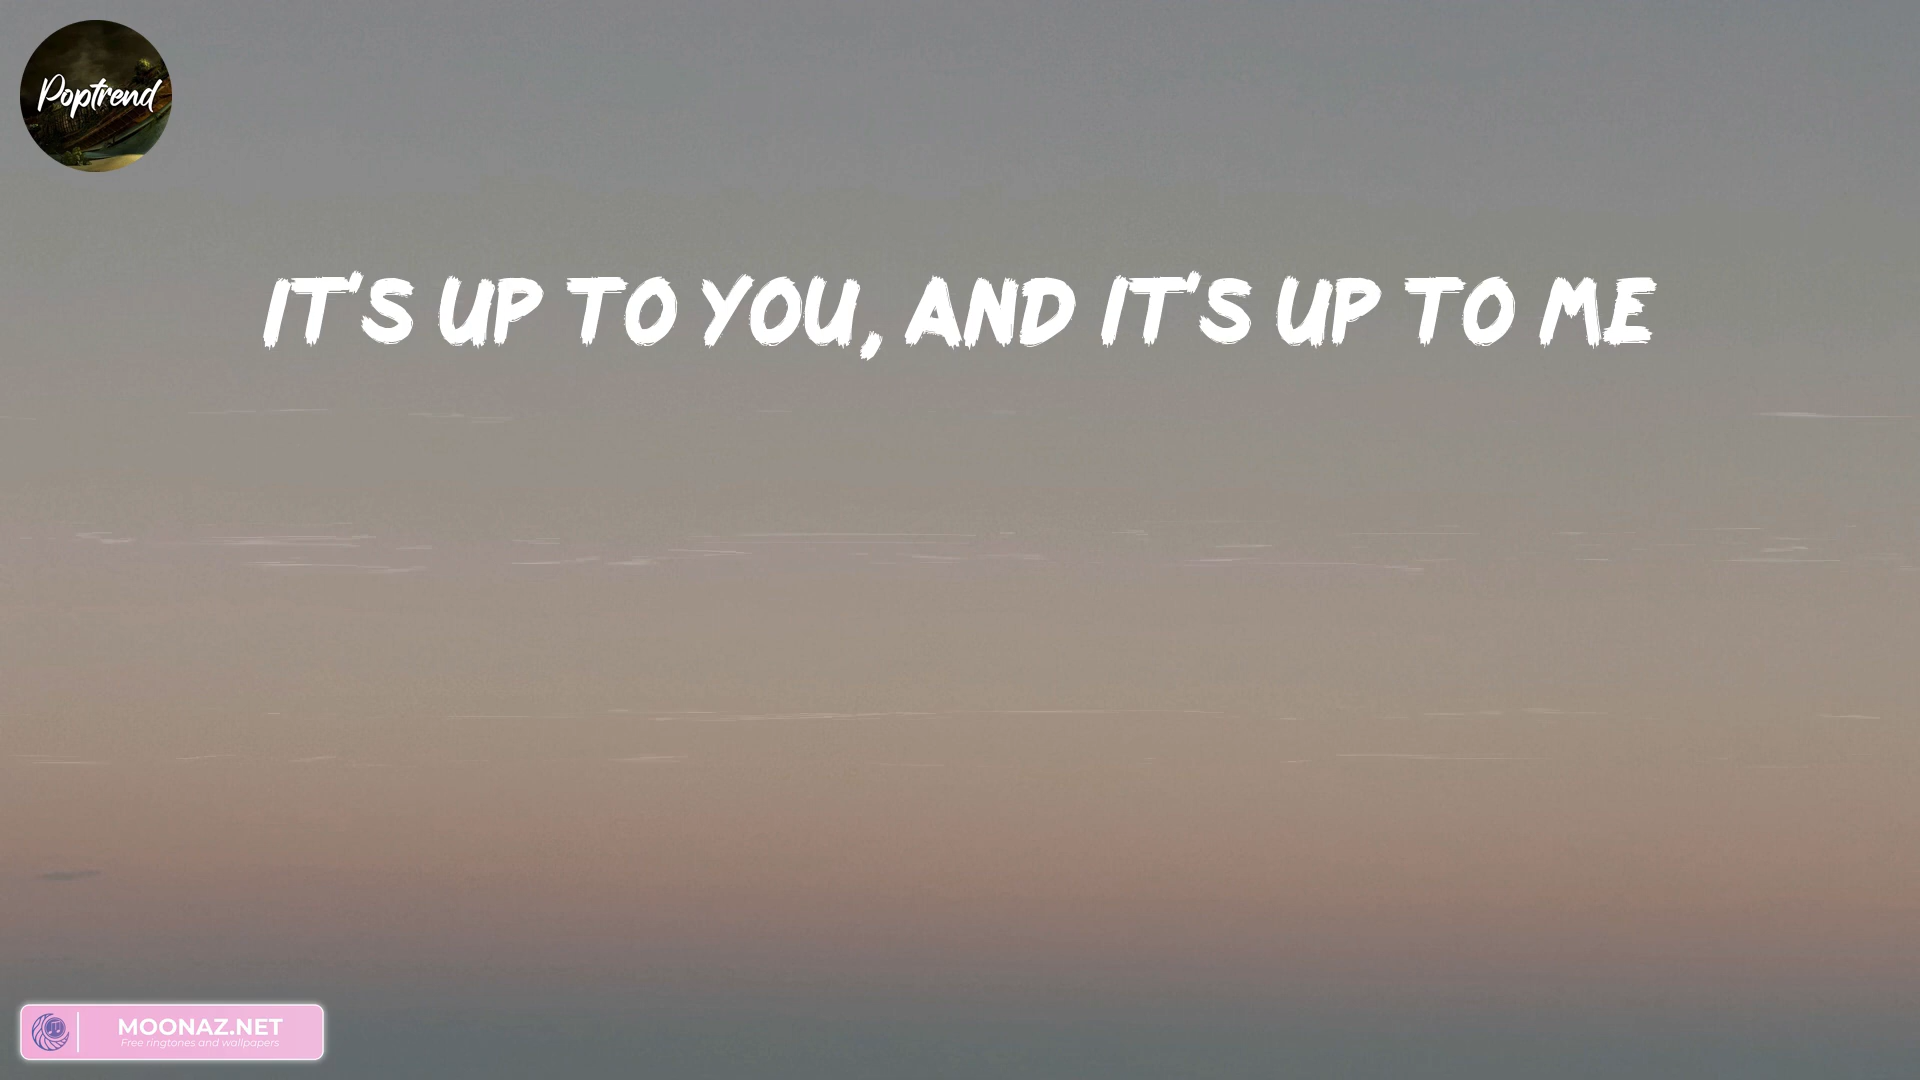 Poptrend
IT'S UP TO YOU, AND IT'S UP TO ME
MOONAZ.NET
Free ringtones and wallpapers